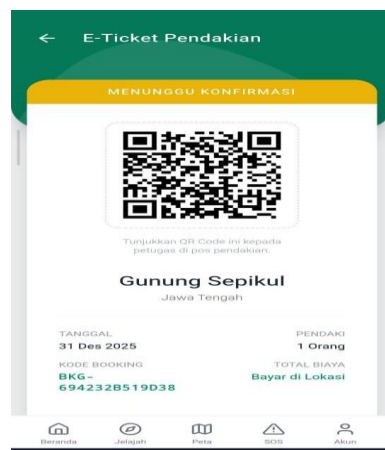 E-Ticket Pendakian
MENUNGGU KONFIRMASI
Tunjukkan QR Code ini kepada
petugas di pos pendakian.
Gunung Sepikul
Jawa Tengah
TANGGAL
31 Des 2025
PENDAKI
1 Orang
KODE BOOKING
BKG-
694232B519D38
TOTAL BIAYA
Bayar di Lokasi
Beranda
Jelajah
Peta
SOS
Akun